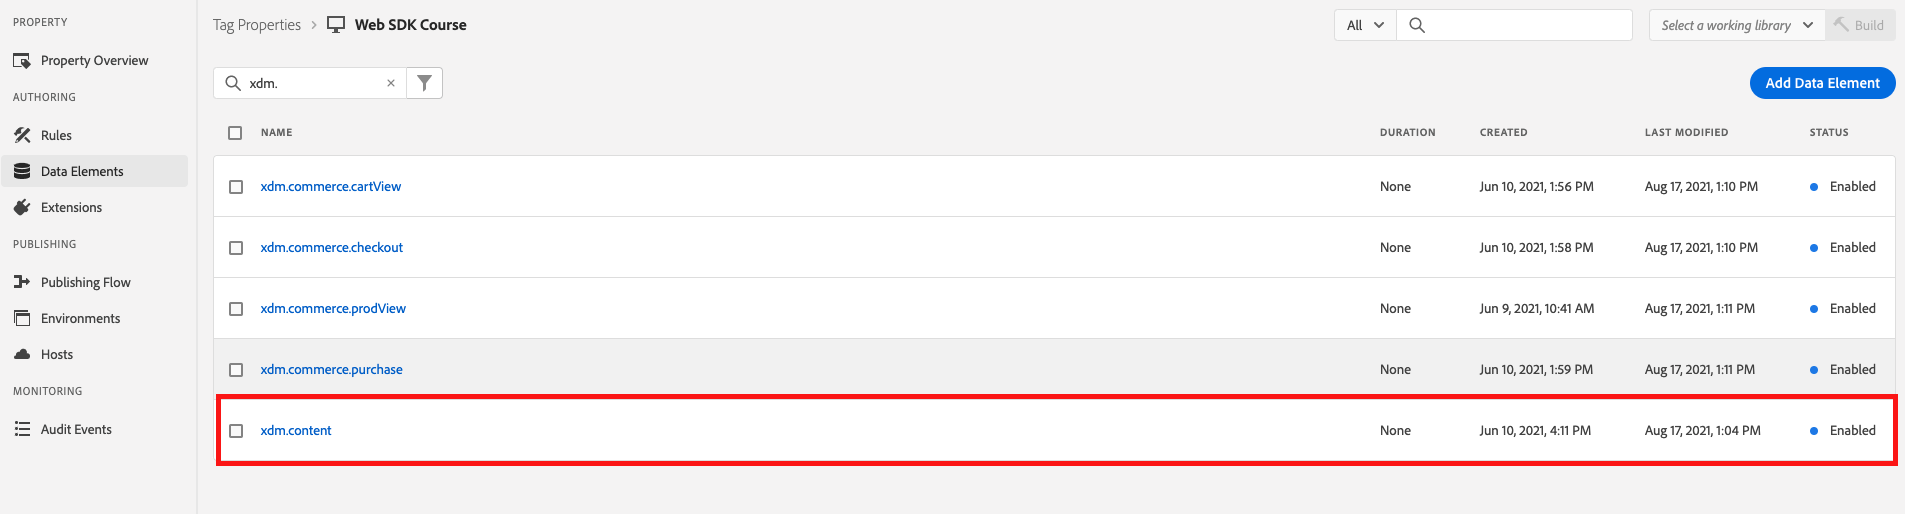 PROPERTY
Property Overview
AUTHORING
Rules
Data Elements
Extensions
PUBLISHING
Publishing Flow
Environments
Hosts
MONITORING
Audit Events
Tag Properties > Web SDK Course
All
Select a working library
Build
xdm.
Add Data Element
NAME DURATION CREATED LAST MODIFIED STATUS
xdm.commerce.cartView None Jun 10, 2021, 1:56 PM Aug 17, 2021, 1:10 PM Enabled
xdm.commerce.checkout None Jun 10, 2021, 1:58 PM Aug 17, 2021, 1:10 PM Enabled
xdm.commerce.prodView None Jun 9, 2021, 10:41 AM Aug 17, 2021, 1:11 PM Enabled
xdm.commerce.purchase None Jun 10, 2021, 1:59 PM Aug 17, 2021, 1:11 PM Enabled
xdm.content None Jun 10, 2021, 4:11 PM Aug 17, 2021, 1:04 PM Enabled